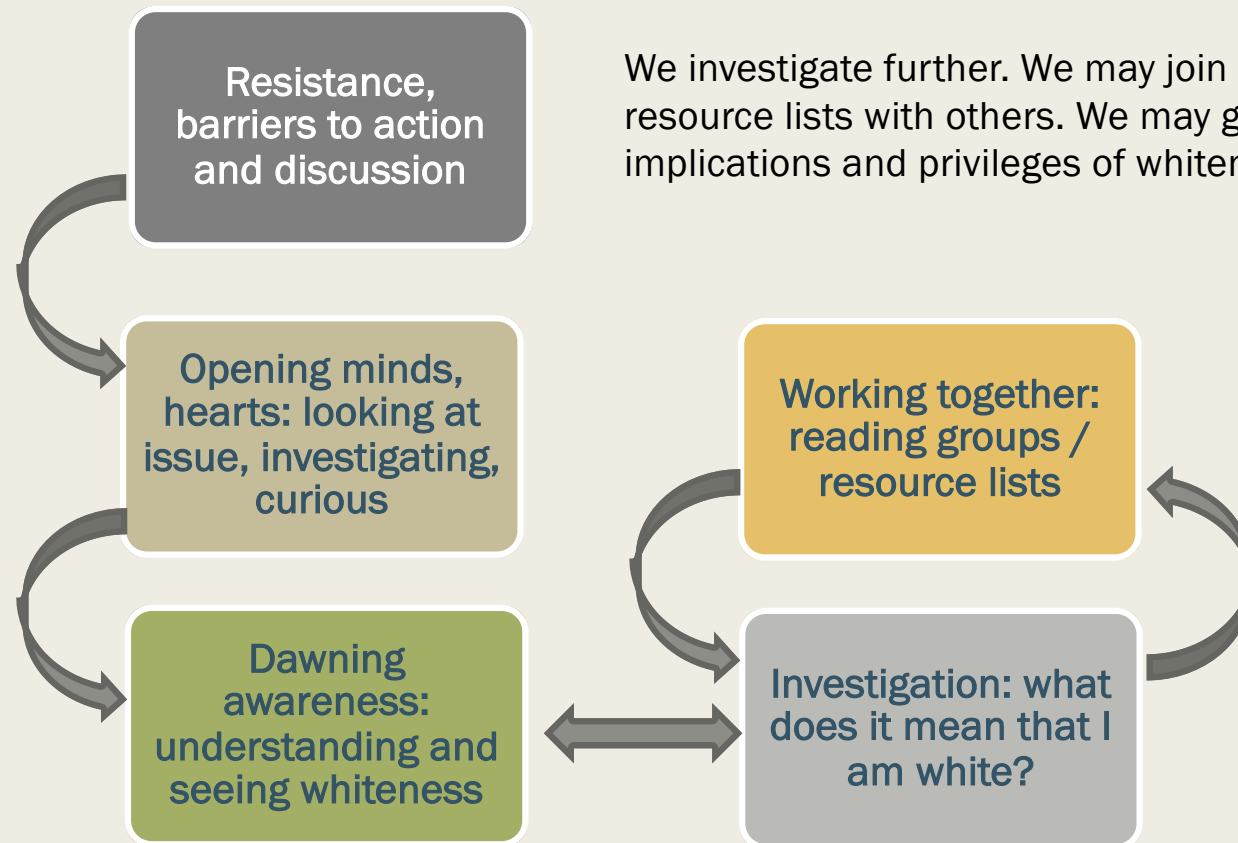 Resistance,
barriers to action
and discussion
We investigate further. We may join
resource lists with others. We may
implications and privileges of
Opening minds,
hearts: looking at
issue, investigating,
curious
Working together:
reading groups /
resource lists
Dawning
awareness:
understanding and
seeing whiteness
Investigation: what
does it mean that I
am white?